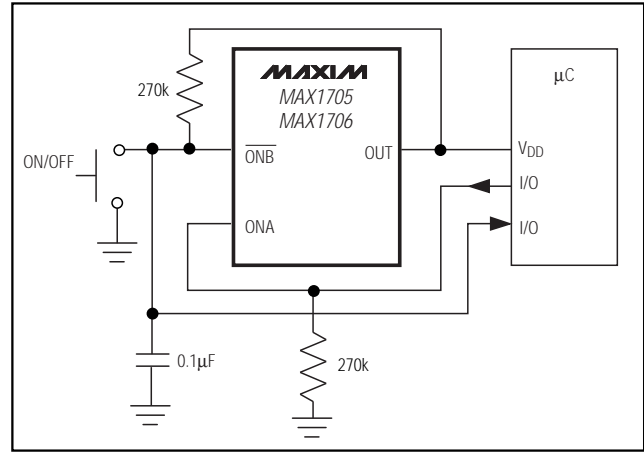 MAXIM
MAX1705
MAX1706
μC
270k
ON/OFF
ONB
OUT
VDD
I/O
ONA
I/O
0.1μF
270k